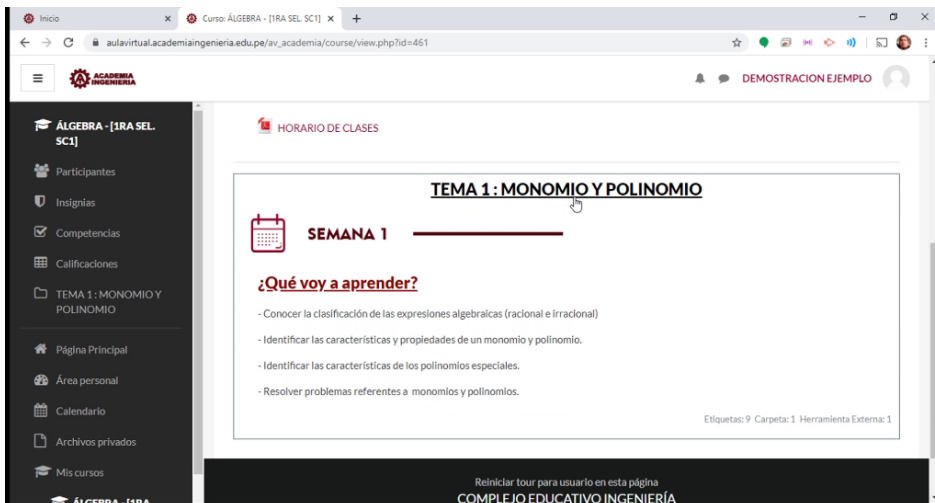 Inicio
Curso: ÁLGEBRA - [1RA SEL. SC1]
aulavirtual.academiaingenieria.edu.pe/av_academia/course/view.php?id=461
ACADEMIA
INGENIERIA
DEMOSTRACION EJEMPLO
ÁLGEBRA - [1RA SEL.
SC1]
Participantes
Insignias
Competencias
Calificaciones
TEMA 1 : MONOMIO Y
POLINOMIO
Página Principal
Área personal
Calendario
Archivos privados
Mis cursos
ÁLGEBRA - [1RA
HORARIO DE CLASES
TEMA 1 : MONOMIO Y POLINOMIO
SEMANA 1
¿Qué voy a aprender?
- Conocer la clasificación de las expresiones algebraicas (racional e irracional)
- Identificar las características y propiedades de un monomio y polinomio.
- Identificar las características de los polinomios especiales.
- Resolver problemas referentes a monomios y polinomios.
Etiquetas: 9 Carpeta: 1 Herramienta Externa: 1
Reiniciar tour para usuario en esta página
COMPLEJO EDUCATIVO INGENIERÍA